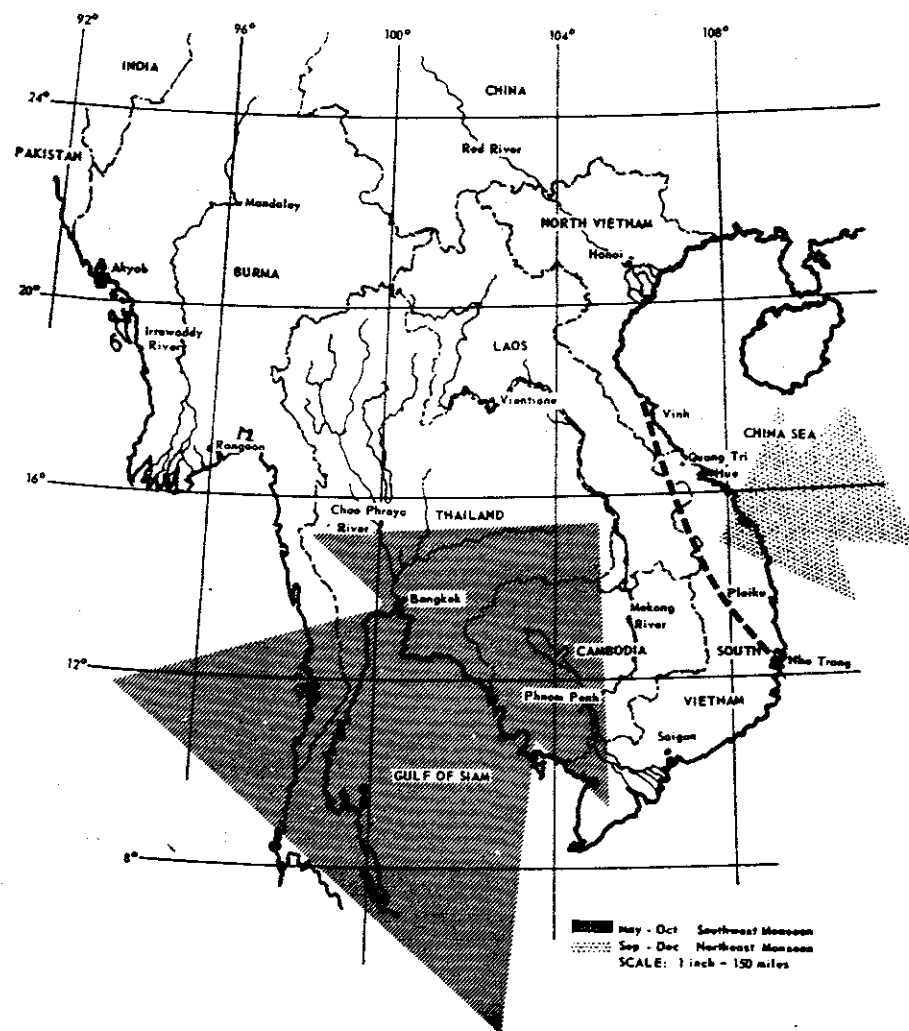 92°
96°
100°
104°
108°
INDIA
CHINA
24°
Red River
PAKISTAN
Mandalay
NORTH VIETNAM
Hanoi
Akyab
BURMA
20°
Irrawaddy
River
LAOS
Vientiane
Vinh
CHINA SEA
Rangoon
Quang Tri
Hue
16°
Chao Phraya
River
THAILAND
Bangkok
Pleiku
Mekong
River
CAMBODIA
SOUTH
Nha Trang
12°
Phnom Penh
VIETNAM
Saigon
GULF OF SIAM
8°
May - Oct Southwest Monsoon
Sep - Dec Northeast Monsoon
SCALE: 1 inch = 150 miles